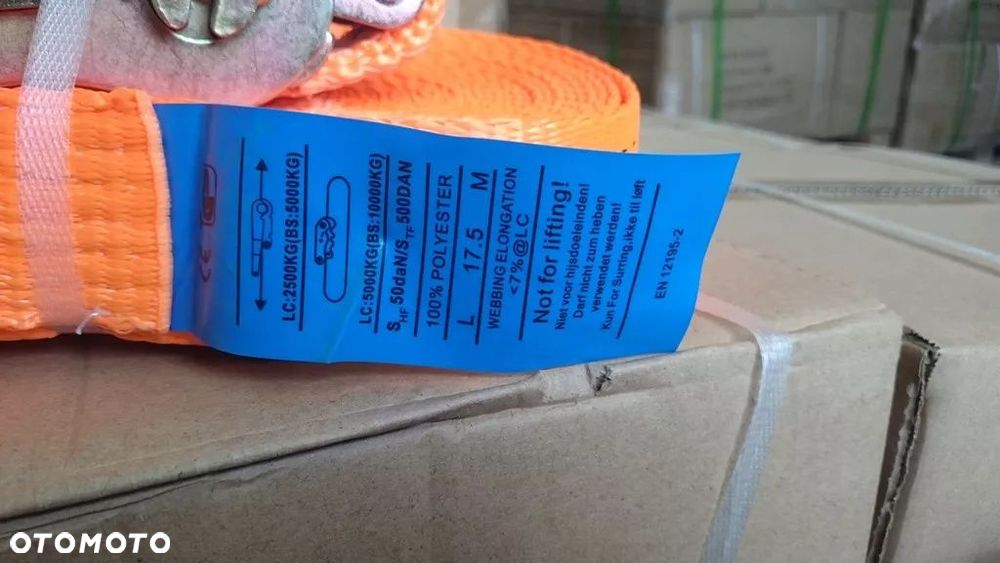 CE
LC:2500KG(BS:5000KG)
LC:5000KG(BS:10000KG)
SHF 50daN/STF 500DAN
100% POLYESTER
L 17.5 M
WEBBING ELONGATION
<7%@LC
Not for lifting!
Niet voor hijsdoeleinden!
Darf nicht zum heben
verwendet werden!
Kun For Surring,ikke til løft
EN 12195-2
OTOMOTO